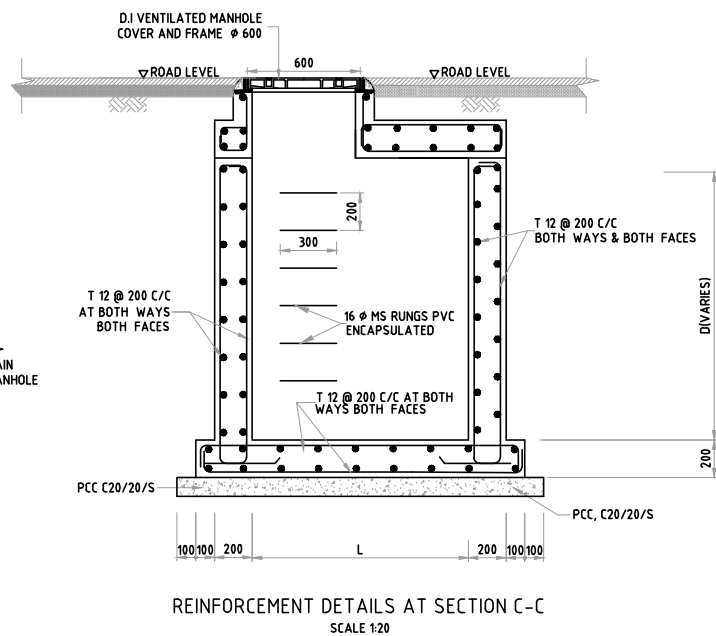 D.I VENTILATED MANHOLE
COVER AND FRAME Φ 600
600
ROAD LEVEL
ROAD LEVEL
200
300
T 12 @ 200 C/C
BOTH WAYS & BOTH FACES
D(VARIES)
T 12 @ 200 C/C
AT BOTH WAYS
BOTH FACES
16 Φ MS RUNGS PVC
ENCAPSULATED
AIN
ANHOLE
T 12 @ 200 C/C AT BOTH
WAYS BOTH FACES
200
PCC C20/20/S
PCC, C20/20/S
100 100 200 L 200 100 100
REINFORCEMENT DETAILS AT SECTION C-C
SCALE 1:20